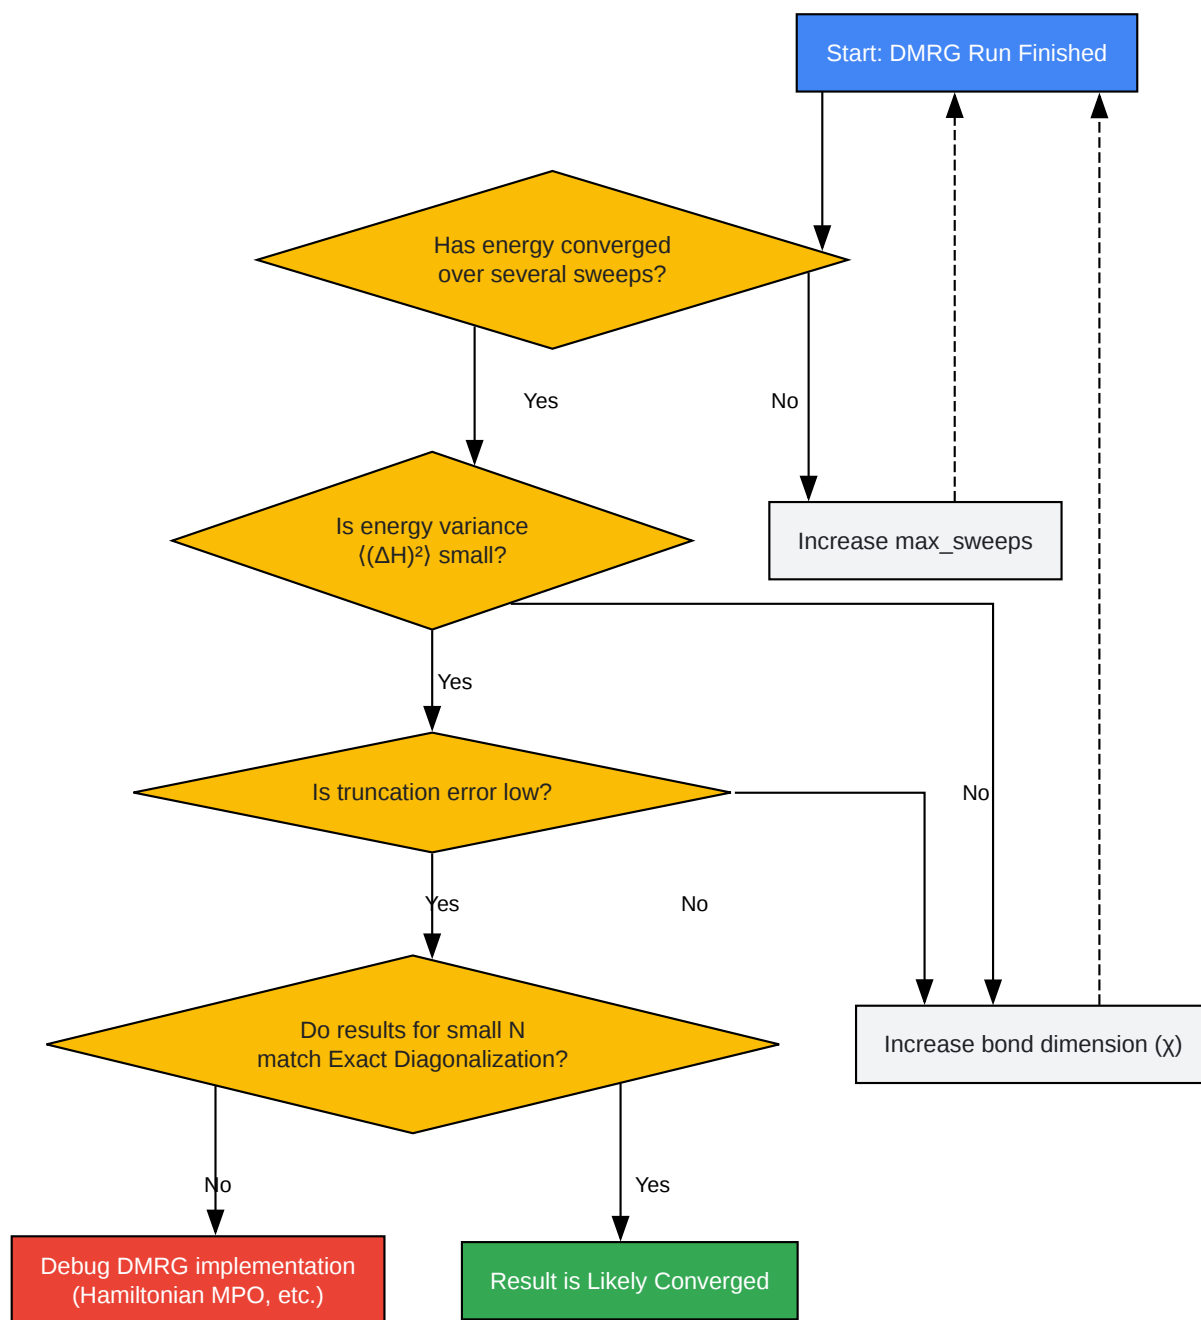 Start: DMRG Run Finished
Has energy converged
over several sweeps?
Yes
No
Is energy variance
⟨(ΔH)²⟩ small?
Increase max_sweeps
Yes
Is truncation error low?
No
Yes
No
Do results for small N
match Exact Diagonalization?
Increase bond dimension (χ)
No
Yes
Debug DMRG implementation
(Hamiltonian MPO, etc.)
Result is Likely Converged